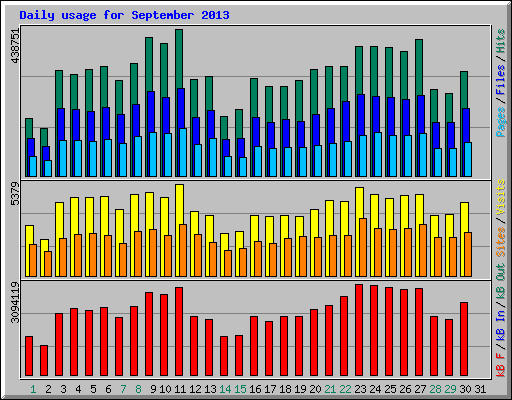 Daily usage for September 2013
438751
Pages / Files / Hits
5379
Sites / Visits
3094119
kB F / kB In / kB Out
1 2 3 4 5 6 7 8 9 10 11 12 13 14 15 16 17 18 19 20 21 22 23 24 25 26 27 28 29 30 31